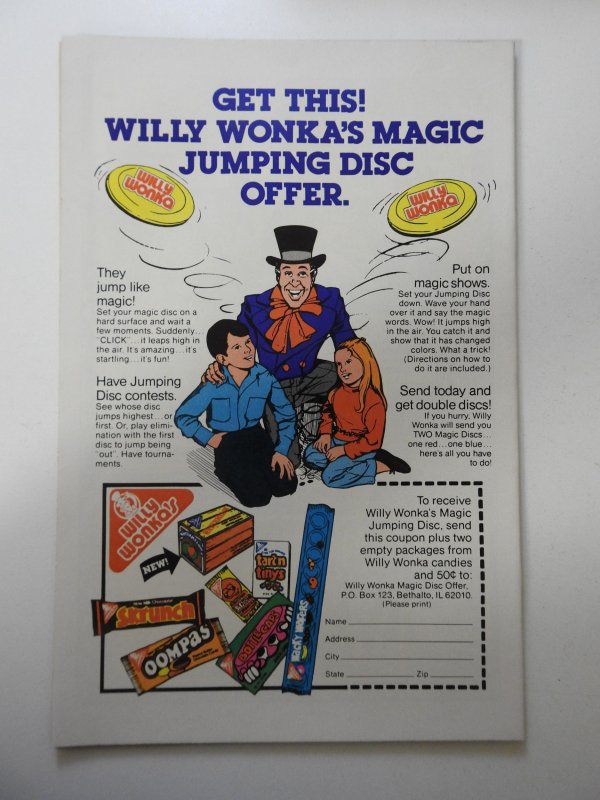 GET THIS!
WILLY WONKA'S MAGIC
JUMPING DISC
OFFER.
WILLY
WONKA
WILLY
WONKA
They
jump like
magic!
Set your magic disc on a
hard surface and wait a
few moments. Suddenly..
"CLICK"...it leaps high in
the air. It's amazing...it's
startling...it's fun!
Have Jumping
Disc contests.
See whose disc
jumps highest...or
first. Or, play elimi-
nation with the first
disc to jump being
"out". Have tourna-
ments.
Put on
magic shows.
Set your Jumping Disc
down. Wave your hand
over it and say the magic
words. Wow! It jumps high
in the air. You catch it and
show that it has changed
colors. What a trick!
(Directions on how to
do it are included.)
Send today and
get double discs!
If you hurry, Willy
Wonka will send you
TWO Magic Discs...
one red...one blue...
here's all you have
to do!
WILLY
WONKA'S
NEW!
tart n
tinys
Skrunch
OOMPAS
BOTTLE CAPS
WACKY WAFERS
To receive
Willy Wonka's Magic
Jumping Disc, send
this coupon plus two
empty packages from
Willy Wonka candies
and 50¢ to:
Willy Wonka Magic Disc Offer,
P.O. Box 123, Bethalto, IL 62010.
(Please print)
Name
Address
City
State Zip